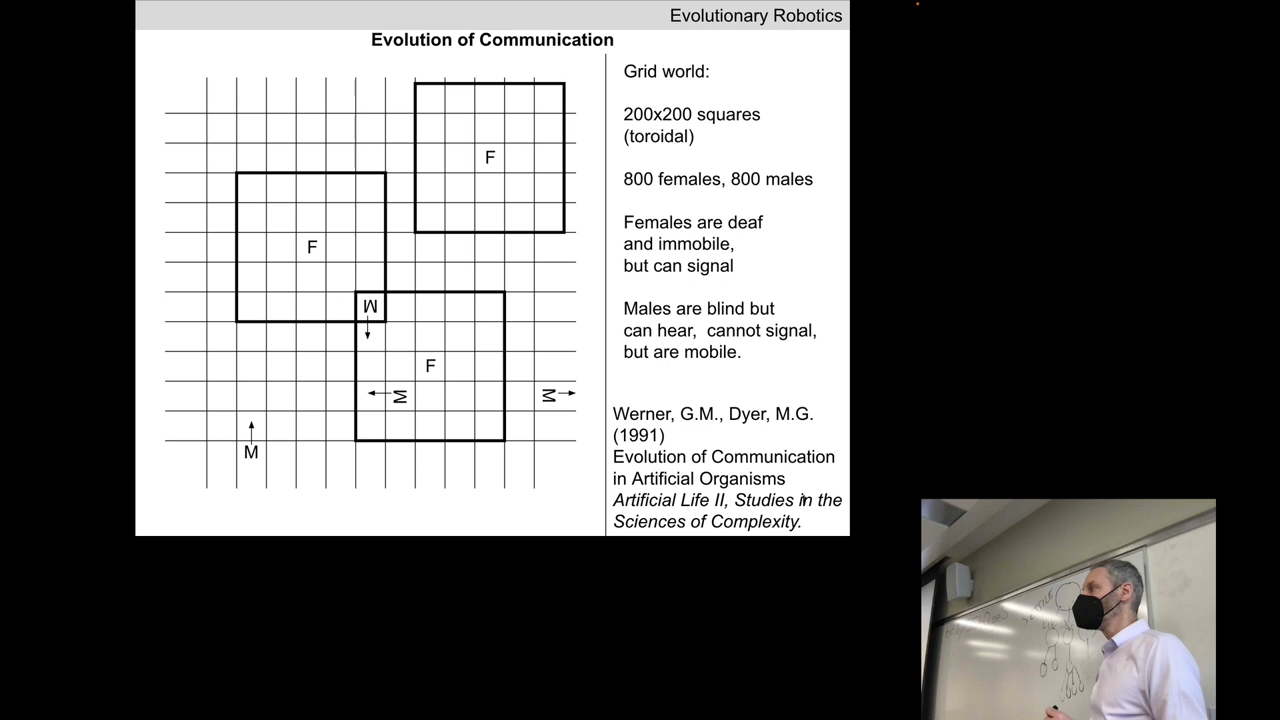 Evolutionary Robotics
Evolution of Communication
F
F
M
F
M
M
M
Grid world:
200x200 squares
(toroidal)
800 females, 800 males
Females are deaf
and immobile,
but can signal
Males are blind but
can hear, cannot signal,
but are mobile.
Werner, G.M., Dyer, M.G.
(1991)
Evolution of Communication
in Artificial Organisms
Artificial Life II, Studies in the
Sciences of Complexity.